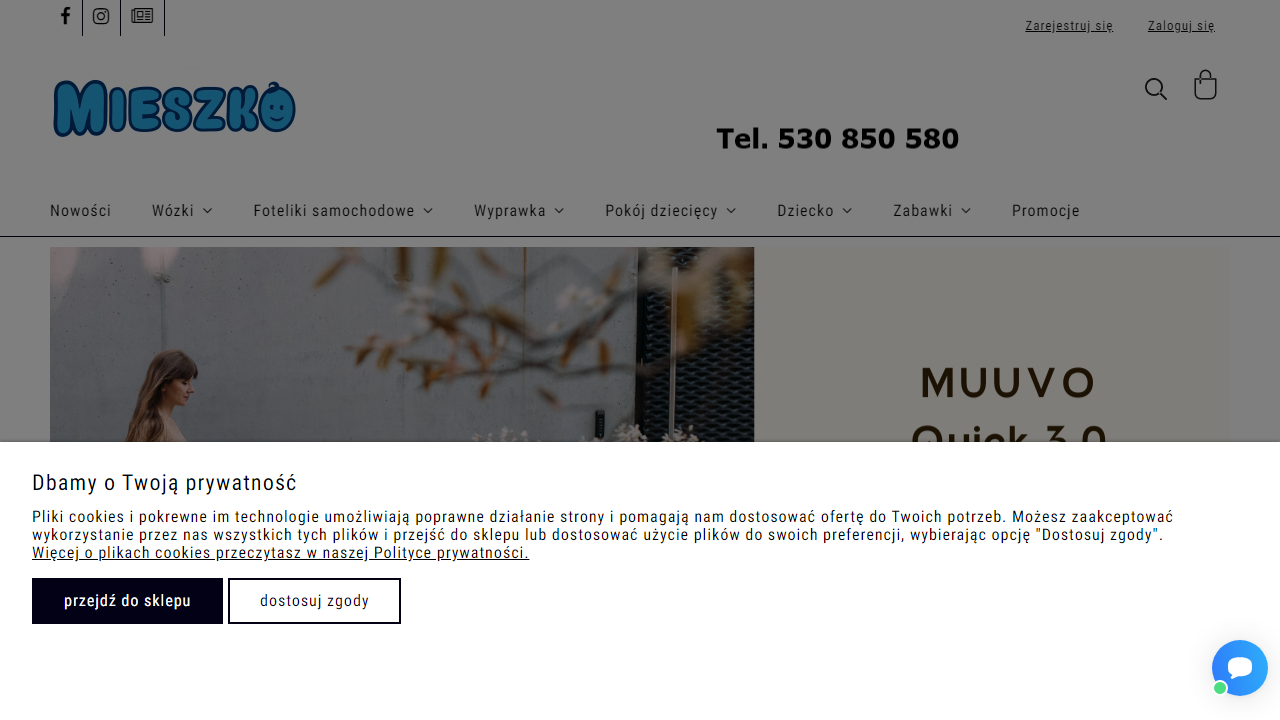 Zarejestruj się Zaloguj się
MIESZKO
Tel. 530 850 580
Nowości Wózki Foteliki samochodowe Wyprawka Pokój dziecięcy Dziecko Zabawki Promocje
MUUVO
Quick 3.0
Dbamy o Twoją prywatność
Pliki cookies i pokrewne im technologie umożliwiają poprawne działanie strony i pomagają nam dostosować ofertę do Twoich potrzeb. Możesz zaakceptować
wykorzystanie przez nas wszystkich tych plików i przejść do sklepu lub dostosować użycie plików do swoich preferencji, wybierając opcję "Dostosuj zgody".
Więcej o plikach cookies przeczytasz w naszej Polityce prywatności.
przejdź do sklepu dostosuj zgody